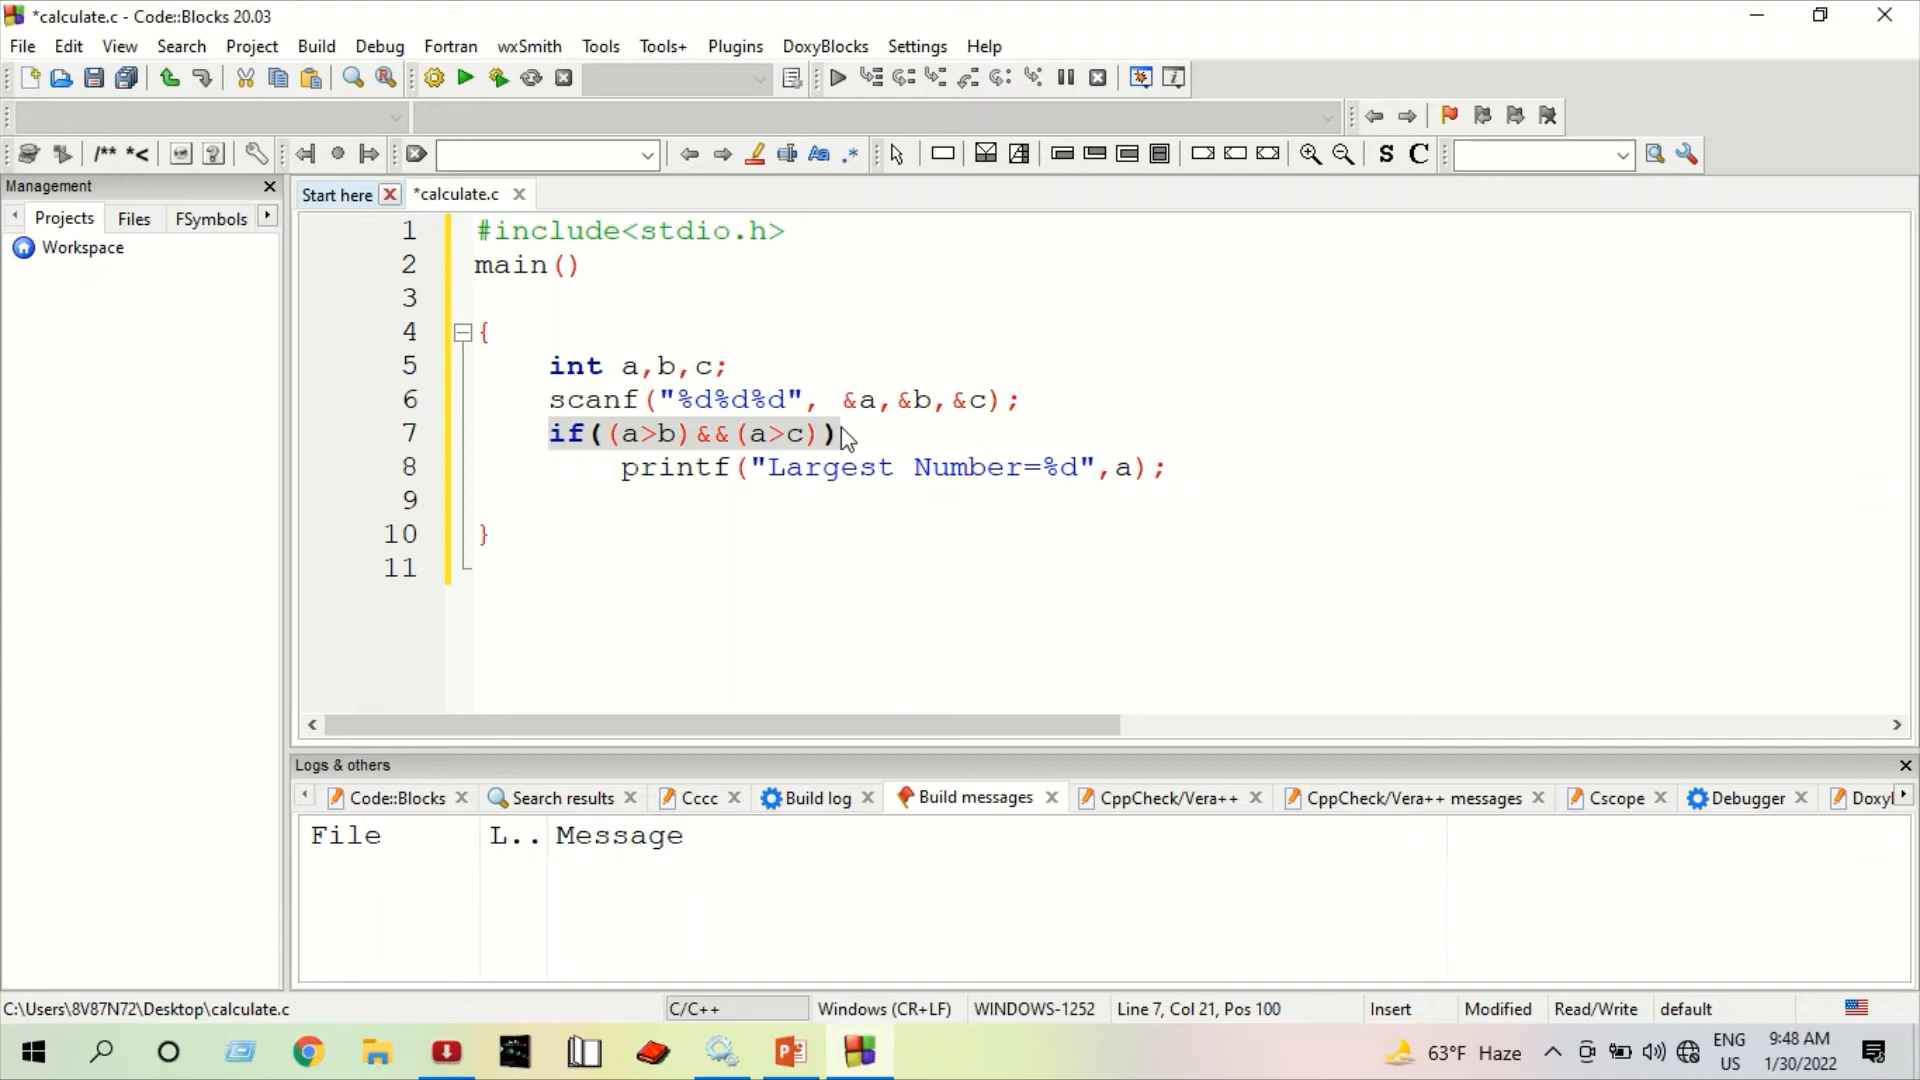 *calculate.c - Code::Blocks 20.03
File Edit View Search Project Build Debug Fortran wxSmith Tools Tools+ Plugins DoxyBlocks Settings Help
/** *<
Aa .*
S C
Management
Start here *calculate.c
Projects Files FSymbols
Workspace
1 #include<stdio.h>
2 main()
3
4 {
5 int a,b,c;
6 scanf("%d%d%d", &a,&b,&c);
7 if((a>b)&&(a>c))
8 printf("Largest Number=%d",a);
9
10 }
11
Logs & others
Code::Blocks Search results Cccc Build log Build messages CppCheck/Vera++ CppCheck/Vera++ messages Cscope Debugger Doxyl
File L.. Message
C:\Users\8V87N72\Desktop\calculate.c C/C++ Windows (CR+LF) WINDOWS-1252 Line 7, Col 21, Pos 100 Insert Modified Read/Write default
63°F Haze ENG US 9:48 AM 1/30/2022